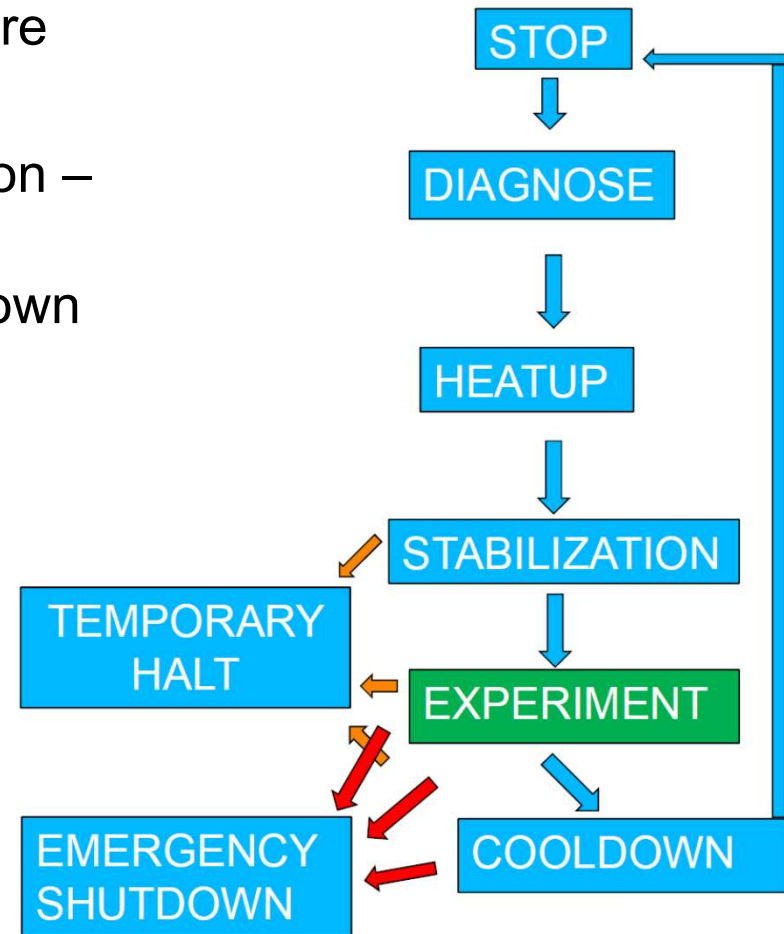 re
on –
own
STOP
DIAGNOSE
HEATUP
STABILIZATION
TEMPORARY
HALT
EXPERIMENT
EMERGENCY
SHUTDOWN
COOLDOWN